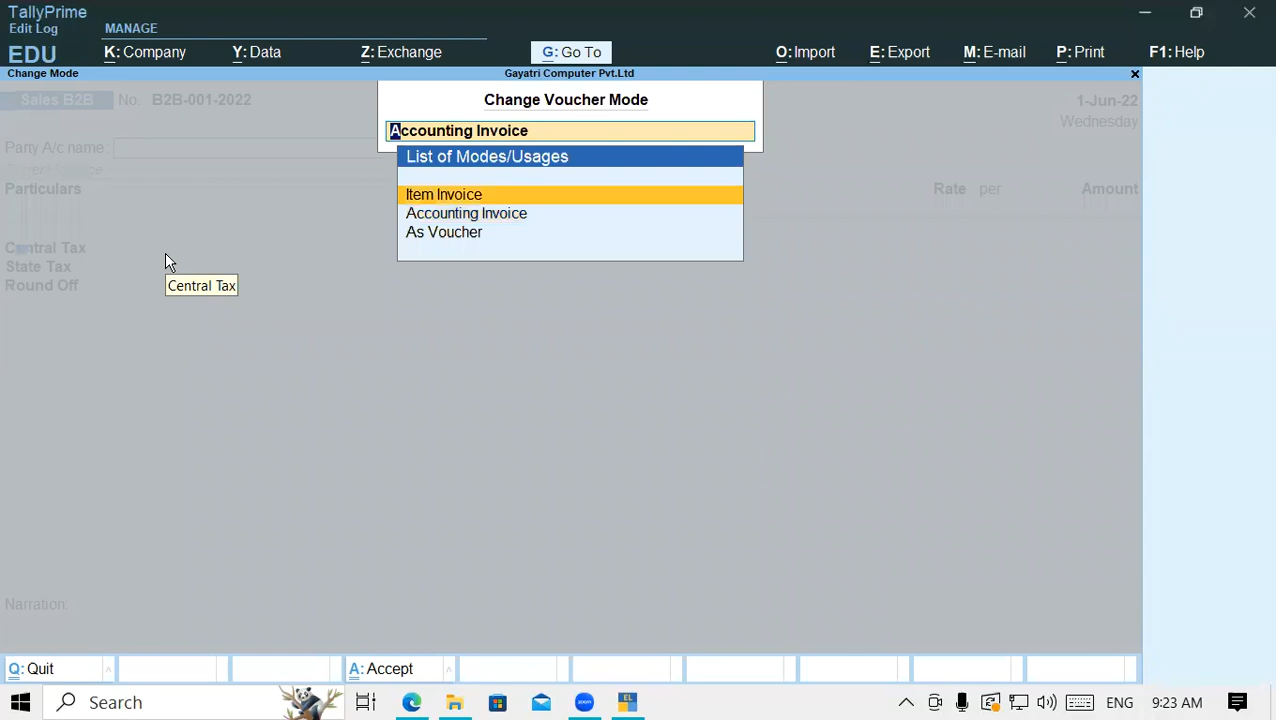 TallyPrime
Edit Log
MANAGE
EDU
K: Company
Y: Data
Z: Exchange
G: Go To
O: Import
E: Export
M: E-mail
P: Print
F1: Help
Change Mode
Gayatri Computer Pvt.Ltd
Sales B2B No. B2B-001-2022
1-Jun-22
Wednesday
Change Voucher Mode
Accounting Invoice
List of Modes/Usages
Item Invoice
Accounting Invoice
As Voucher
Party A/c name :
Particulars
Rate per
Amount
Central Tax
State Tax
Round Off
Central Tax
Narration:
Q: Quit
A: Accept
Search
EL
zoom
ENG
9:23 AM